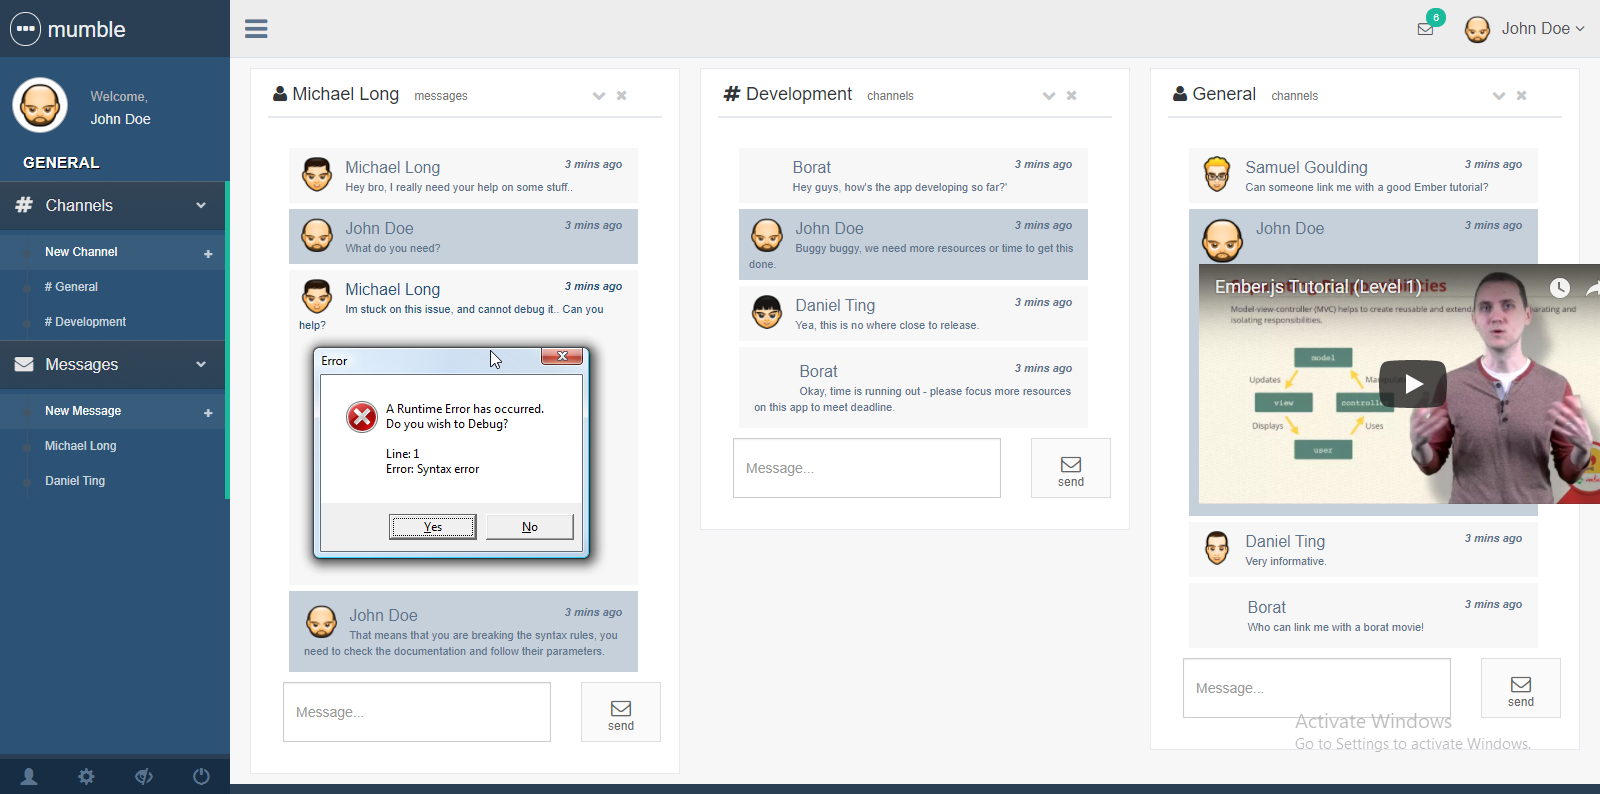 mumble
6
John Doe
Welcome,
John Doe
GENERAL
# Channels
New Channel +
# General
# Development
Messages
New Message +
Michael Long
Daniel Ting
Michael Long messages
Michael Long 3 mins ago
Hey bro, I really need your help on some stuff..
John Doe 3 mins ago
What do you need?
Michael Long 3 mins ago
Im stuck on this issue, and cannot debug it.. Can you
help?
Error
A Runtime Error has occurred.
Do you wish to Debug?
Line: 1
Error: Syntax error
Yes No
John Doe 3 mins ago
That means that you are breaking the syntax rules, you
need to check the documentation and follow their parameters.
Message...
send
# Development channels
Borat 3 mins ago
Hey guys, how's the app developing so far?'
John Doe 3 mins ago
Buggy buggy, we need more resources or time to get this
done.
Daniel Ting 3 mins ago
Yea, this is no where close to release.
Borat 3 mins ago
Okay, time is running out - please focus more resources
on this app to meet deadline.
Message...
send
General channels
Samuel Goulding 3 mins ago
Can someone link me with a good Ember tutorial?
John Doe 3 mins ago
Ember.js Tutorial (Level 1)
Model-view-controller (MVC) helps to create reusable and extend
isolating responsibilities.
model
Updates
view controller
Displays Uses
user
Daniel Ting 3 mins ago
Very informative.
Borat 3 mins ago
Who can link me with a borat movie!
Message...
send
Activate Windows
Go to Settings to activate Windows.